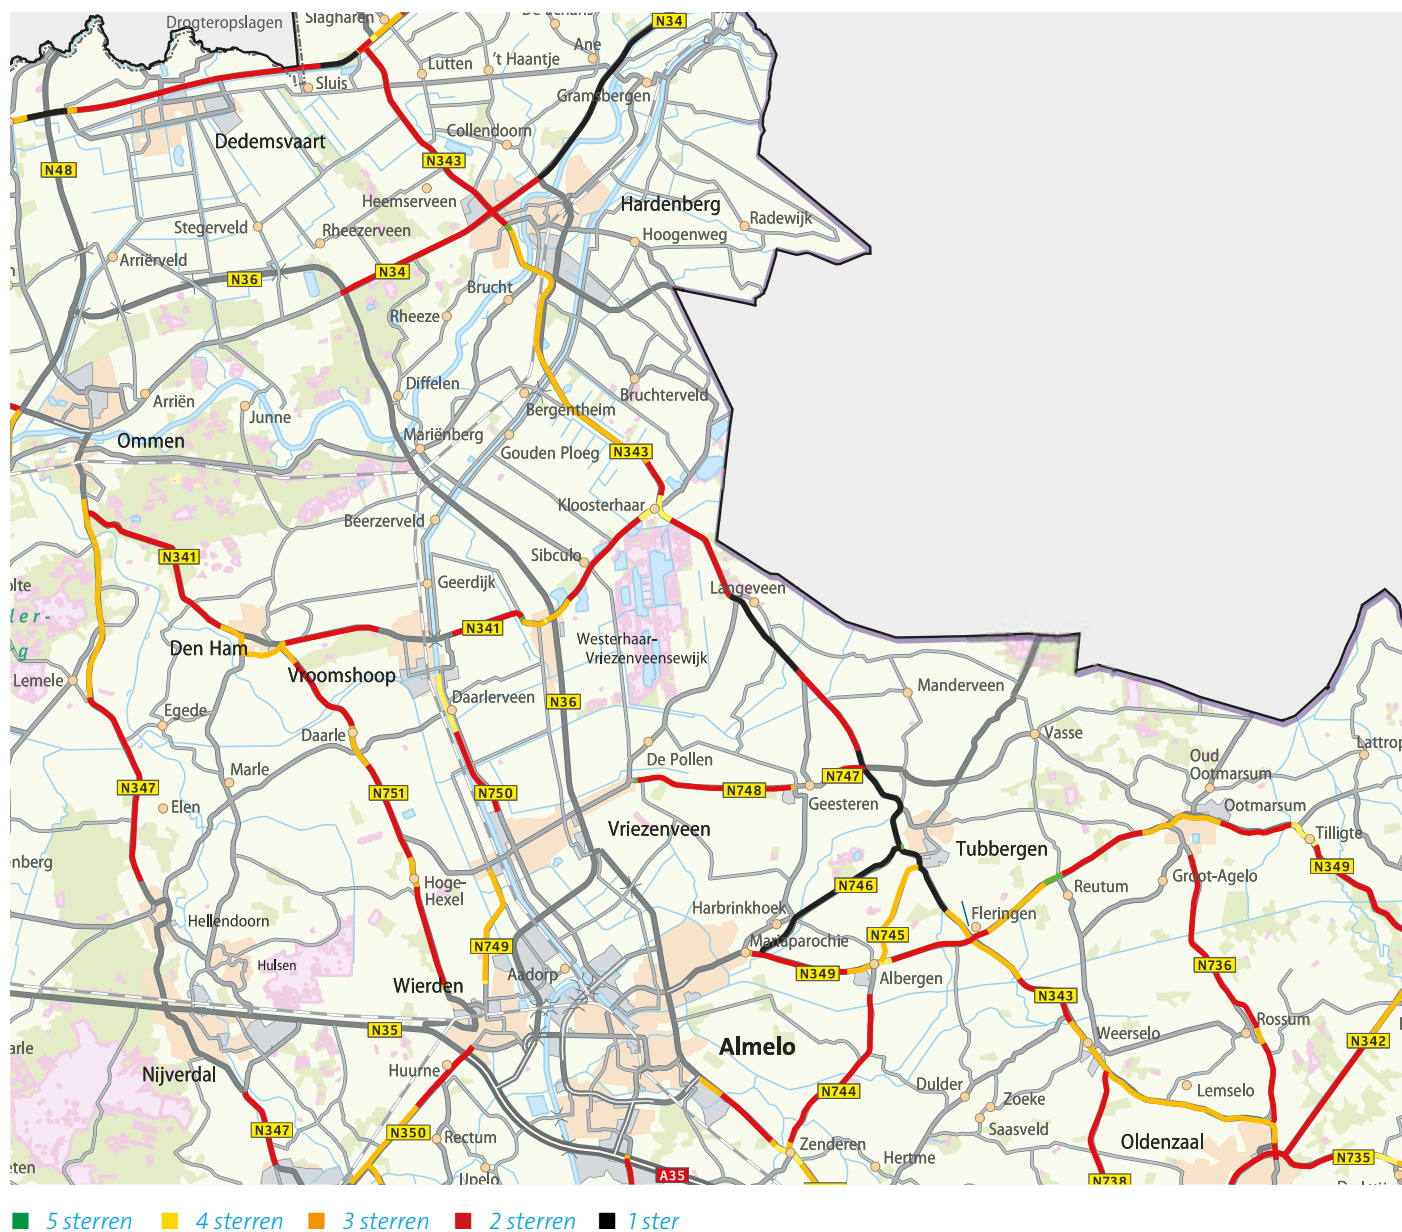 Drogteropslagen
Slagharen
N34
Ane
Lutten
't Haantje
Sluis
Gramsbergen
Collendoorn
Dedemsvaart
N343
N48
Heemserveen
Hardenberg
Radewijk
Stegerveld
Rheezerveen
Hoogenweg
Arriërveld
N36
N34
Brucht
Rheeze
Diffelen
Arriën
Bruchterveld
Junne
Bergentheim
Ommen
Mariënberg
Gouden Ploeg
N343
Kloosterhaar
Beerzerveld
N341
Sibculo
Geerdijk
Langeveen
N341
Den Ham
Westerhaar-
Vriezenveensewijk
Vroomshoop
Lemele
Manderveen
Daarlerveen
N36
Egede
Daarle
Vasse
Lattrop
De Pollen
Oud
Ootmarsum
Marle
N747
N347
N751
N750
N748
Geesteren
Elen
Ootmarsum
Vriezenveen
Tilligte
Tubbergen
N349
Hoge-
Hexel
N746
Groot-Agelo
Reutum
Harbrinkhoek
Fleringen
Hellendoorn
N749
Mariaparochie
N745
Hulsen
Aadorp
N349
Albergen
N736
Wierden
N343
Rossum
N35
Weerselo
N342
Almelo
Huurne
Nijverdal
Dulder
Lemselo
N744
Zoeke
Saasveld
N347
N350
Rectum
Zenderen
Oldenzaal
Hertme
N735
A35
N738
5 sterren
4 sterren
3 sterren
2 sterren
1 ster